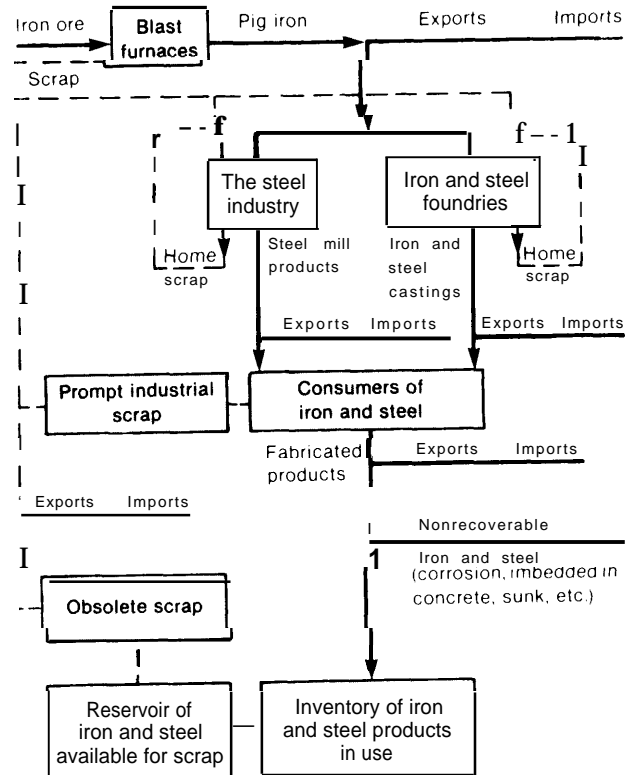 Iron ore
Blast
furnaces
Pig iron
Exports Imports
Scrap
r -- f
f -- 1
I
I
The steel
industry
Iron and steel
foundries
Home
scrap
Steel mill
products
Iron and
steel
castings
Home
scrap
I
Exports Imports
Exports Imports
Prompt industrial
scrap
Consumers of
iron and steel
Fabricated
products
Exports Imports
Exports Imports
Nonrecoverable
I
1
Iron and steel
(corrosion, imbedded in
concrete, sunk, etc.)
Obsolete scrap
Reservoir of
iron and steel
available for scrap
Inventory of iron
and steel products
in use